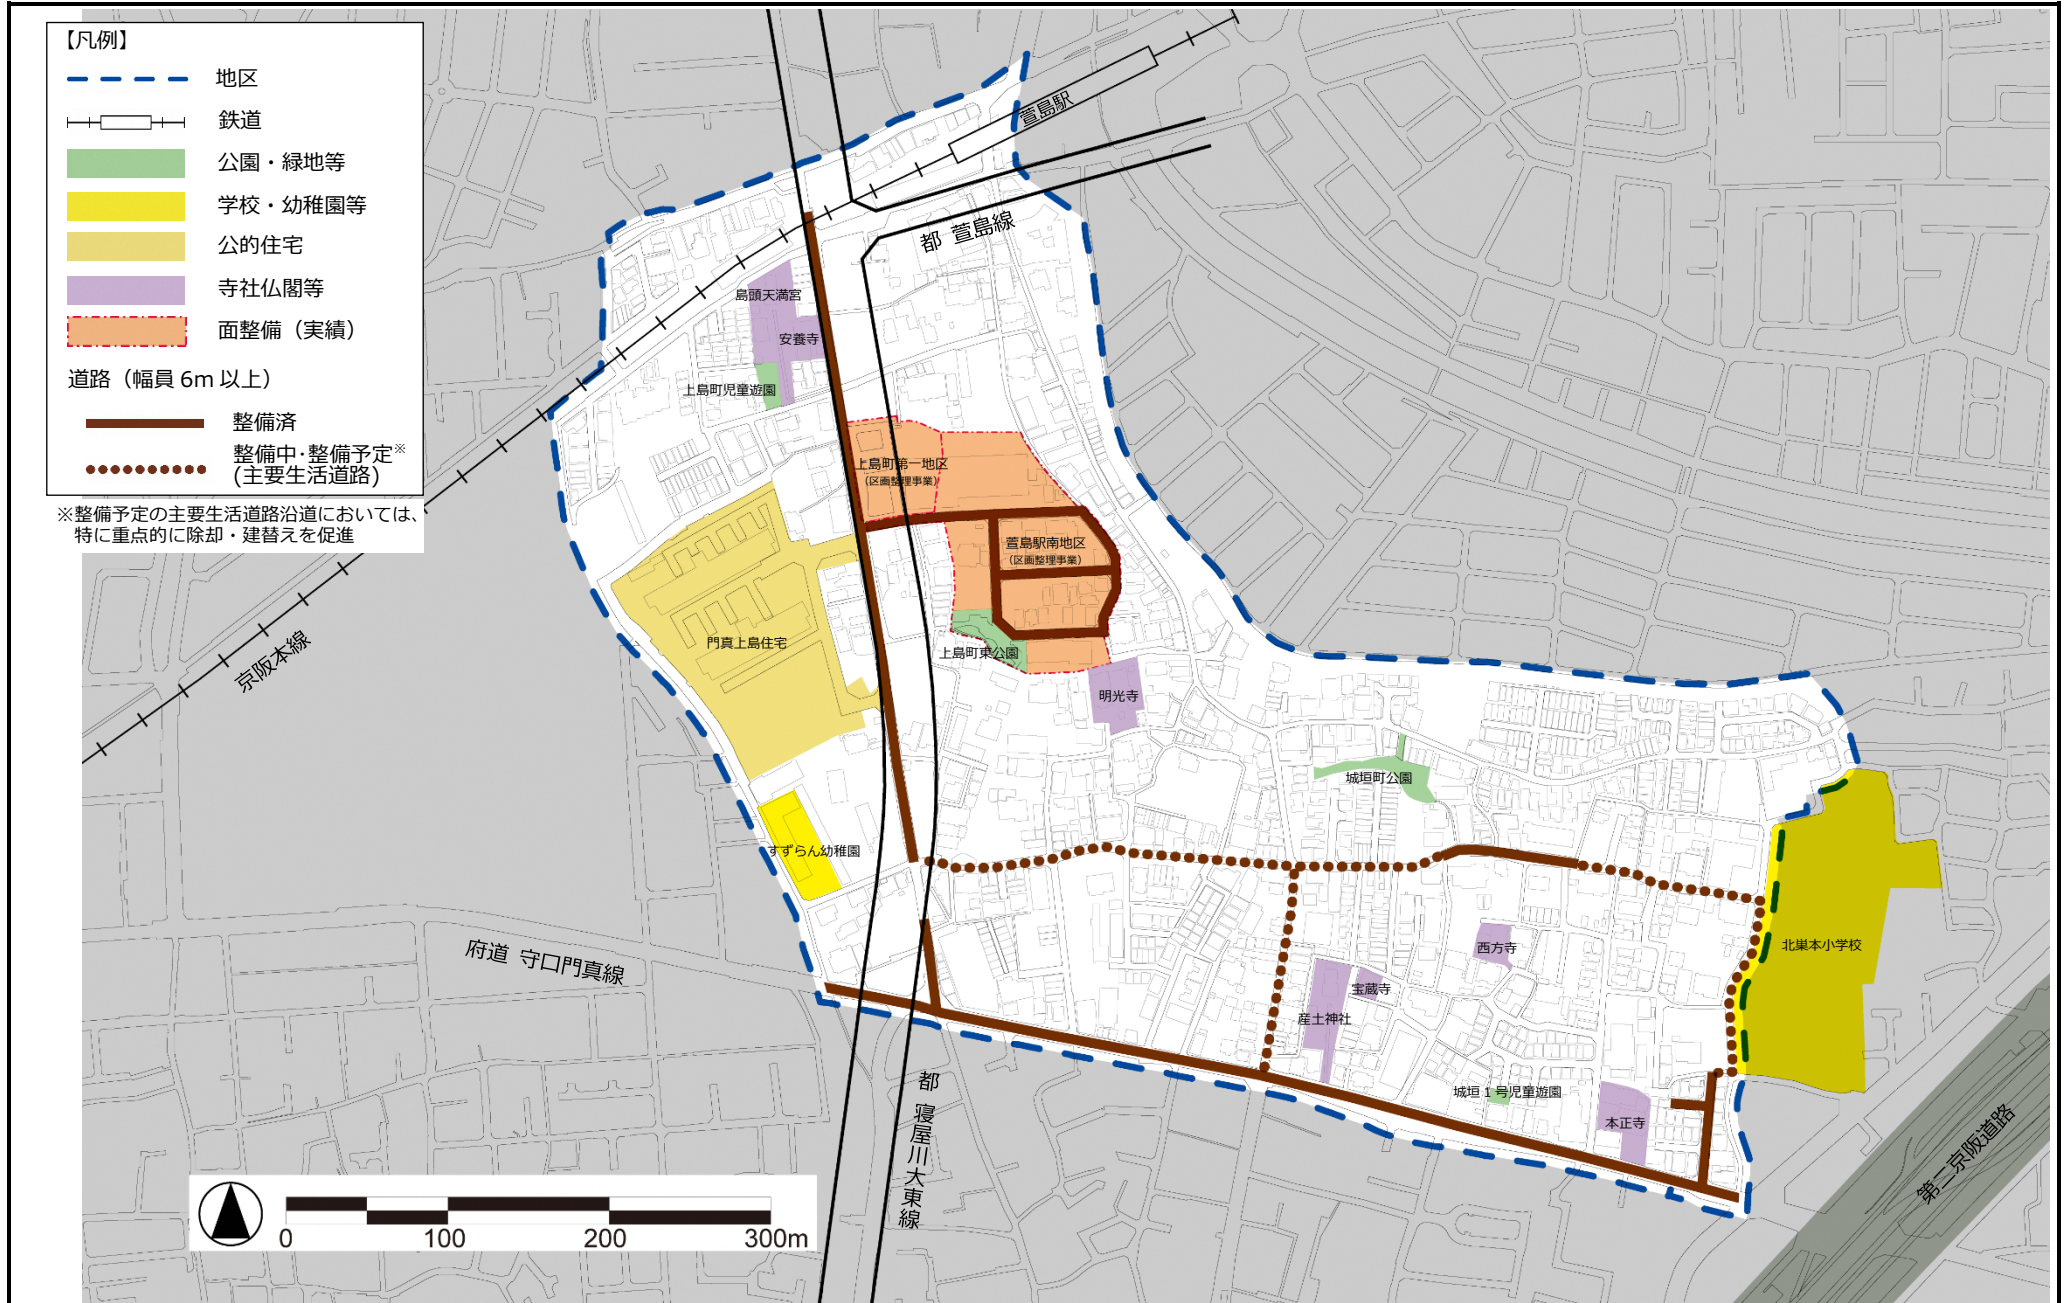 【凡例】
地区
鉄道
公園・緑地等
学校・幼稚園等
公的住宅
寺社仏閣等
面整備（実績）
道路（幅員 6m 以上）
整備済
整備中･整備予定※
(主要生活道路)
※整備予定の主要生活道路沿道においては、
特に重点的に除却・建替えを促進
萱島駅
都 萱島線
島頭天満宮
安養寺
上島町児童遊園
上島町第一地区
（区画整理事業）
萱島駅南地区
（区画整理事業）
門真上島住宅
上島町東公園
明光寺
京阪本線
城垣町公園
すずらん幼稚園
府道 守口門真線
西方寺
北巣本小学校
宝蔵寺
産土神社
城垣 1 号児童遊園
本正寺
都 寝屋川大東線
第二京阪道路
0 100 200 300m